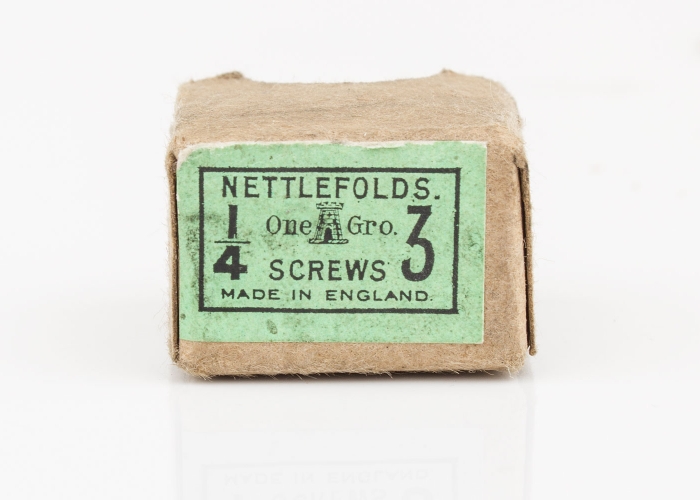 NETTLEFOLDS.
1/4 One Gro. 3
SCREWS
MADE IN ENGLAND.